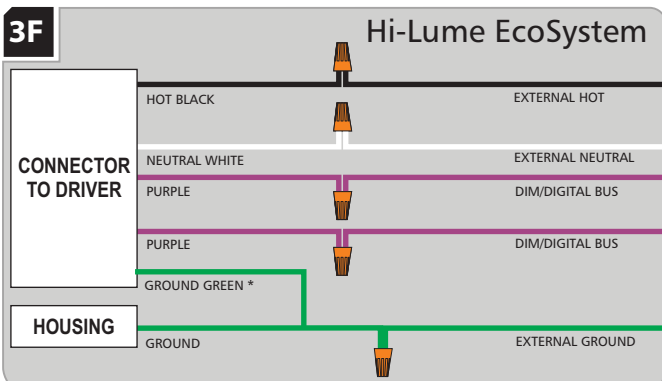 3F
Hi-Lume EcoSystem
HOT BLACK
EXTERNAL HOT
CONNECTOR
TO DRIVER
NEUTRAL WHITE
EXTERNAL NEUTRAL
PURPLE
DIM/DIGITAL BUS
PURPLE
DIM/DIGITAL BUS
GROUND GREEN *
HOUSING
GROUND
EXTERNAL GROUND